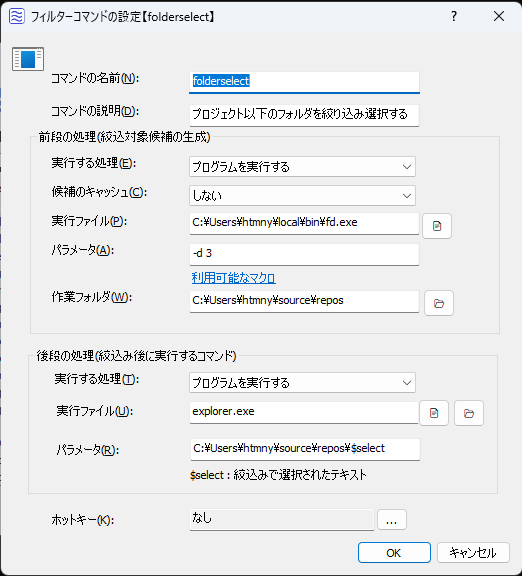 フィルターコマンドの設定【folderselect】
コマンドの名前(N):
folderselect
コマンドの説明(D):
プロジェクト以下のフォルダを絞り込み選択する
前段の処理(絞込対象候補の生成)
実行する処理(E):
プログラムを実行する
候補のキャッシュ(C):
しない
実行ファイル(P):
C:¥Users¥htmny¥local¥bin¥fd.exe
パラメータ(A):
-d 3
利用可能なマクロ
作業フォルダ(W):
C:¥Users¥htmny¥source¥repos
後段の処理(絞込み後に実行するコマンド)
実行する処理(T):
プログラムを実行する
実行ファイル(U):
explorer.exe
パラメータ(R):
C:¥Users¥htmny¥source¥repos¥$select
$select : 絞込みで選択されたテキスト
ホットキー(K):
なし
...
OK
キャンセル